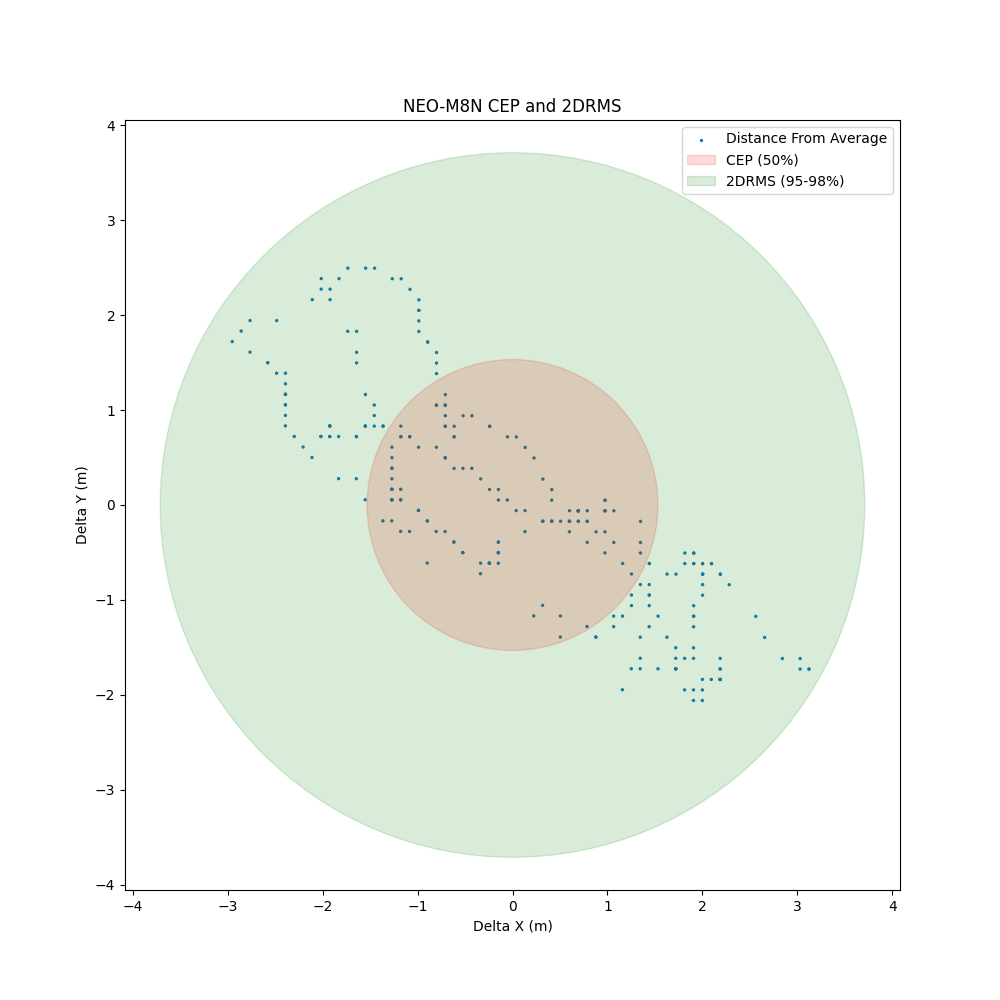 NEO-M8N CEP and 2DRMS
Distance From Average
CEP (50%)
2DRMS (95-98%)
4
3
2
1
0
−1
−2
−3
−4
Delta Y (m)
−4 −3 −2 −1 0 1 2 3 4
Delta X (m)